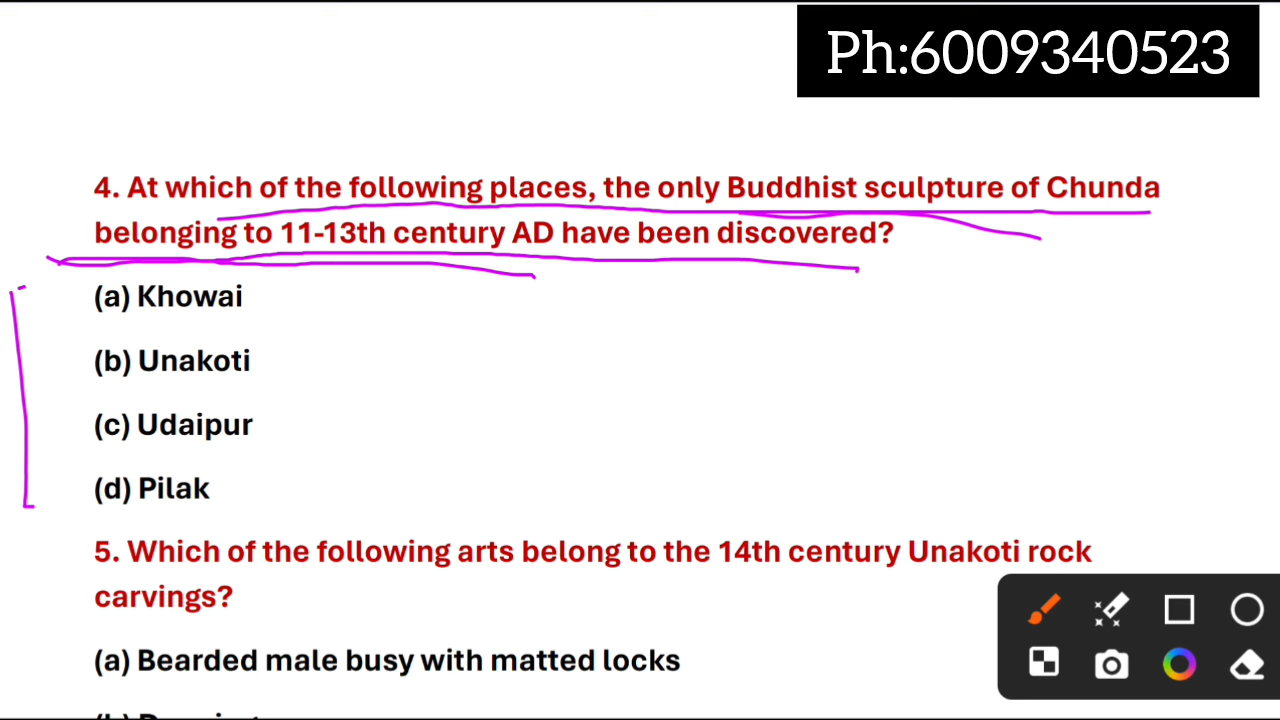 Ph:6009340523
4. At which of the following places, the only Buddhist sculpture of Chunda
belonging to 11-13th century AD have been discovered?
(a) Khowai
(b) Unakoti
(c) Udaipur
(d) Pilak
5. Which of the following arts belong to the 14th century Unakoti rock
carvings?
(a) Bearded male busy with matted locks